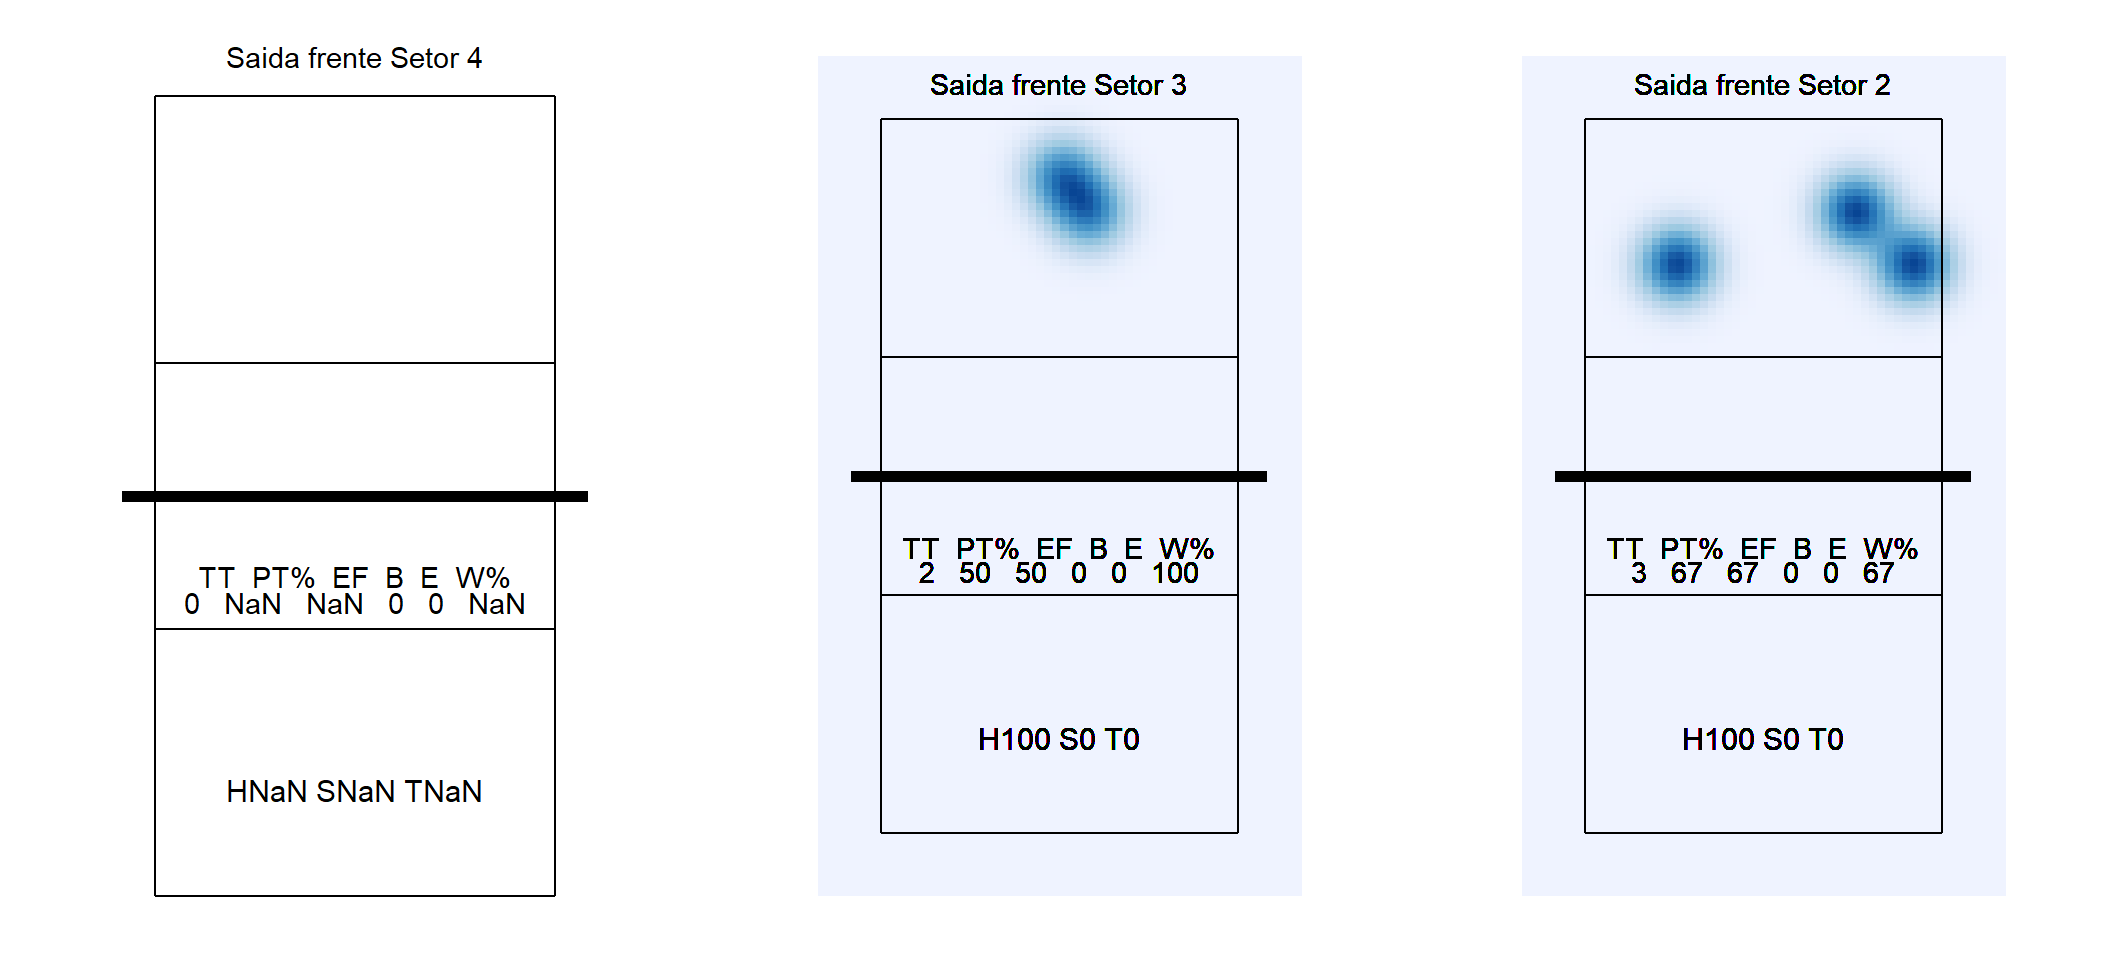 Saida frente Setor 4
TT PT% EF B E W%
0 NaN NaN 0 0 NaN
HNaN SNaN TNaN
Saida frente Setor 3
TT PT% EF B E W%
2 50 50 0 0 100
H100 S0 T0
Saida frente Setor 2
TT PT% EF B E W%
3 67 67 0 0 67
H100 S0 T0